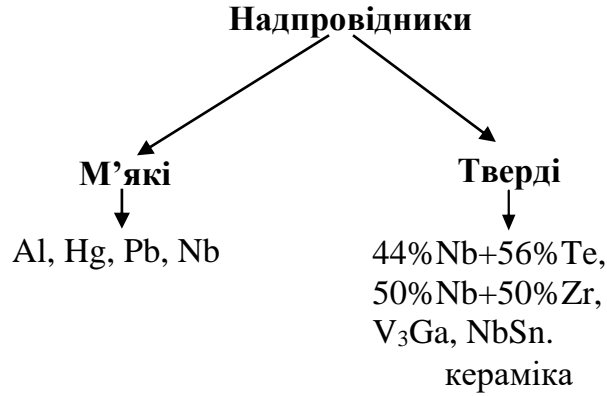 Надпровідники
М’які
Тверді
Al, Hg, Pb, Nb
44%Nb+56%Te,
50%Nb+50%Zr,
V₃Ga, NbSn.
кераміка